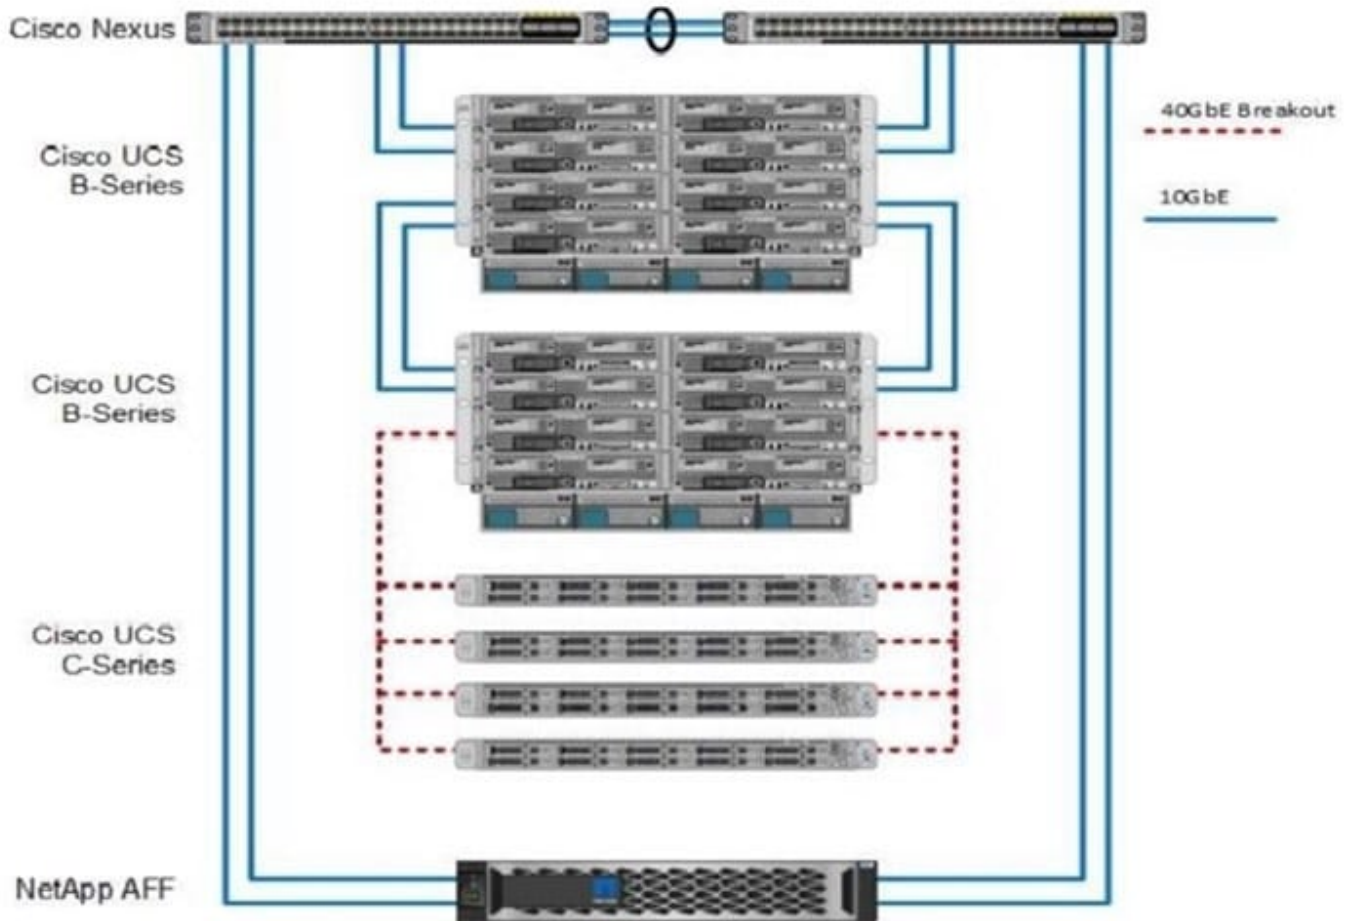 Cisco Nexus
40GbE Breakout
Cisco UCS
B-Series
10GbE
Cisco UCS
B-Series
Cisco UCS
C-Series
NetApp AFF